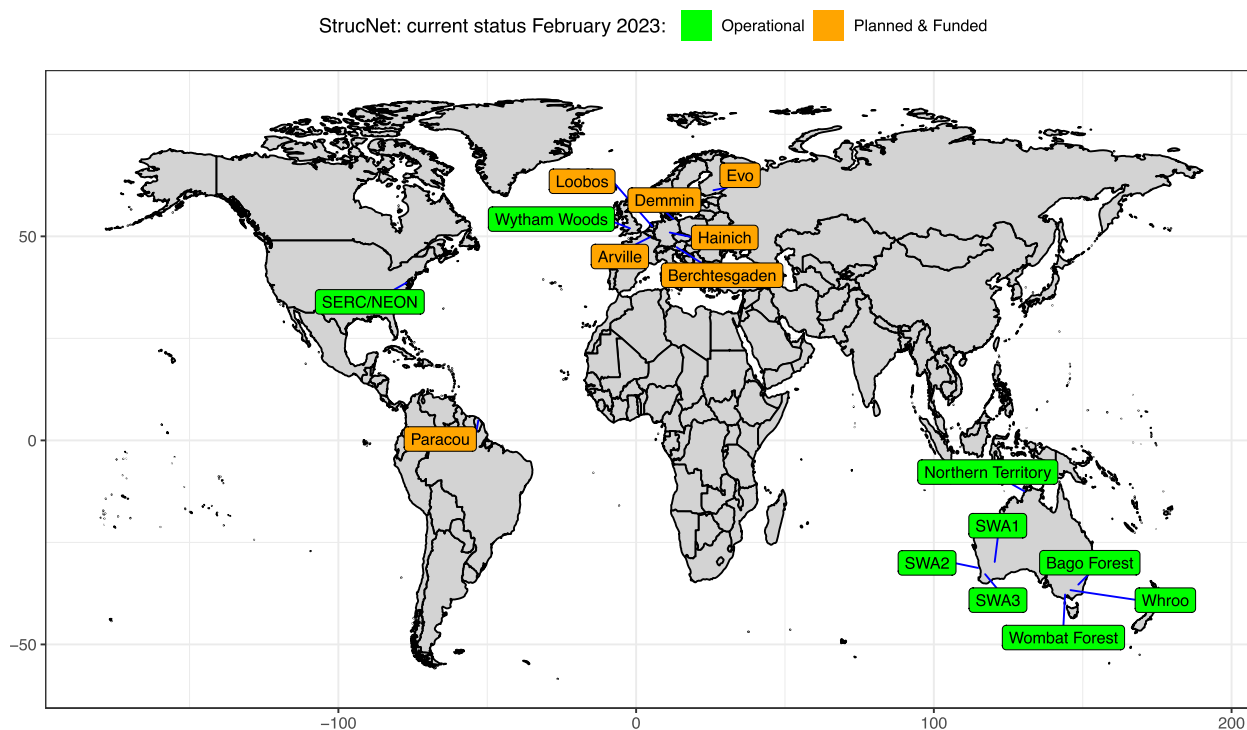 StrucNet: current status February 2023: Operational Planned & Funded
Evo
Loobos
Demmin
Wytham Woods
50
Hainich
Arville
Berchtesgaden
SERC/NEON
0
Paracou
Northern Territory
SWA1
SWA2
Bago Forest
SWA3
Whroo
Wombat Forest
−50
−100 0 100 200